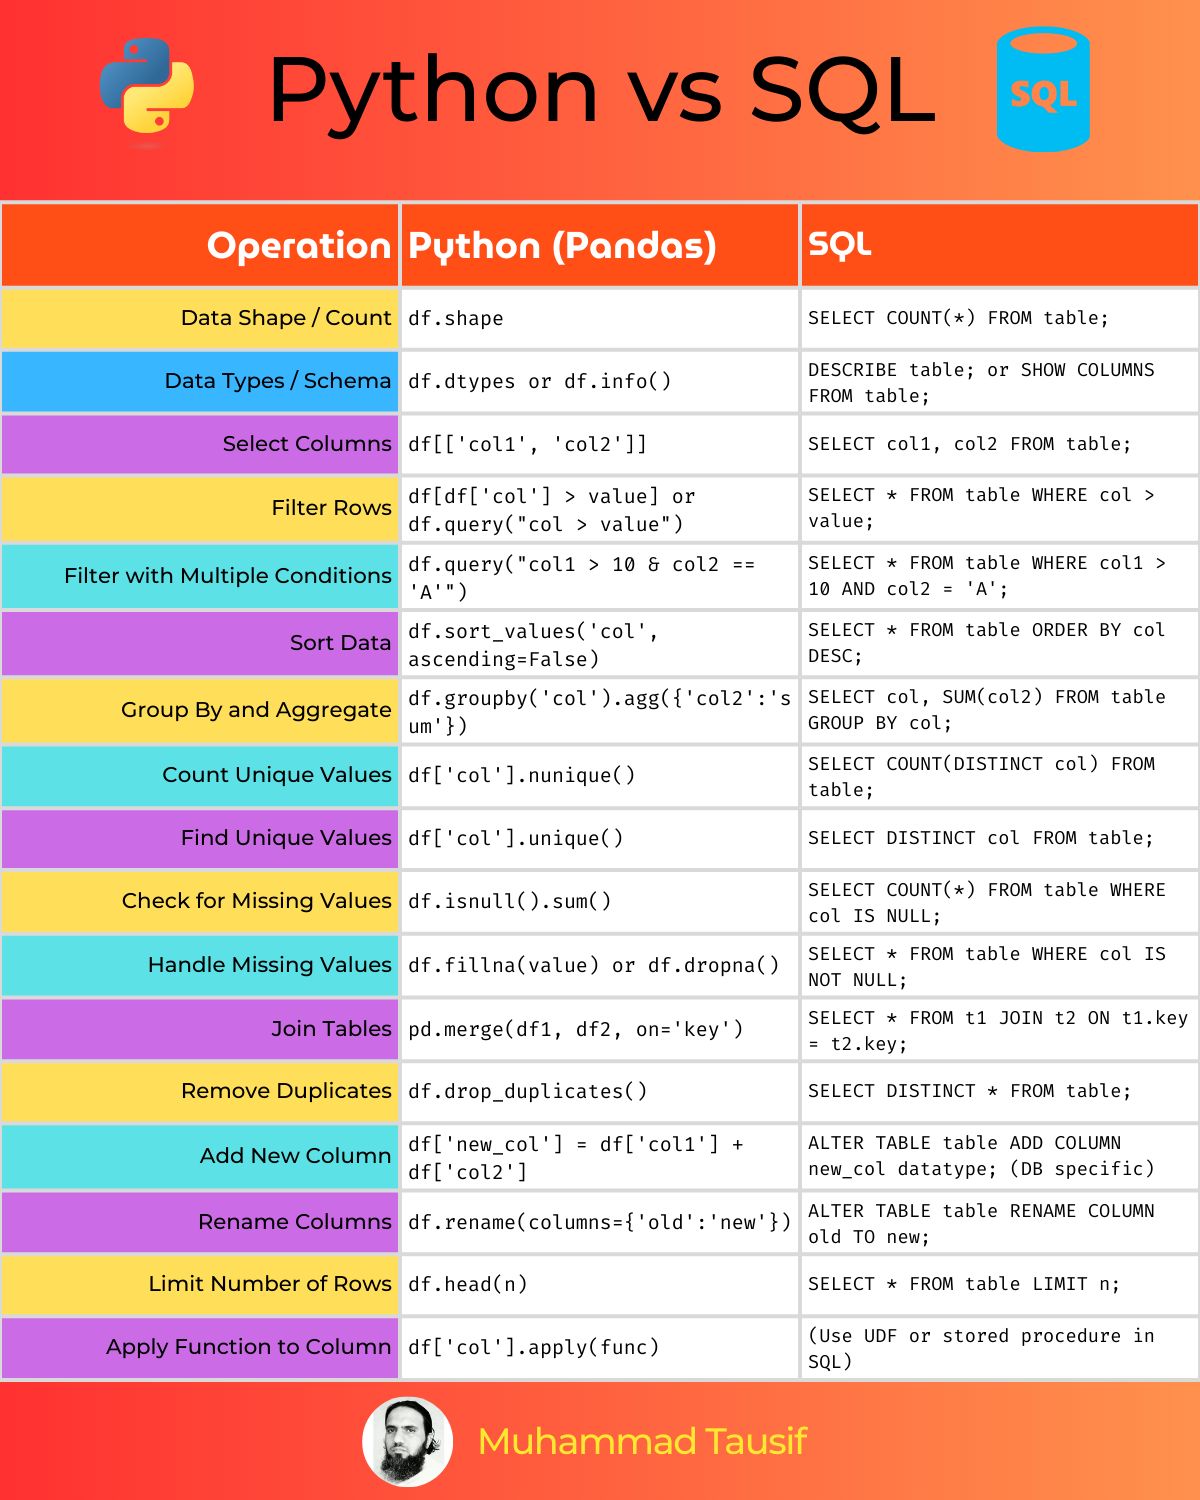 Python vs SQL
SQL
Operation
Python (Pandas)
SQL
Data Shape / Count
df.shape
SELECT COUNT(*) FROM table;
Data Types / Schema
df.dtypes or df.info()
DESCRIBE table; or SHOW COLUMNS
FROM table;
Select Columns
df[['col1', 'col2']]
SELECT col1, col2 FROM table;
Filter Rows
df[df['col'] > value] or
df.query("col > value")
SELECT * FROM table WHERE col >
value;
Filter with Multiple Conditions
df.query("col1 > 10 & col2 ==
'A'")
SELECT * FROM table WHERE col1 >
10 AND col2 = 'A';
Sort Data
df.sort_values('col',
ascending=False)
SELECT * FROM table ORDER BY col
DESC;
Group By and Aggregate
df.groupby('col').agg({'col2':'s
um'})
SELECT col, SUM(col2) FROM table
GROUP BY col;
Count Unique Values
df['col'].nunique()
SELECT COUNT(DISTINCT col) FROM
table;
Find Unique Values
df['col'].unique()
SELECT DISTINCT col FROM table;
Check for Missing Values
df.isnull().sum()
SELECT COUNT(*) FROM table WHERE
col IS NULL;
Handle Missing Values
df.fillna(value) or df.dropna()
SELECT * FROM table WHERE col IS
NOT NULL;
Join Tables
pd.merge(df1, df2, on='key')
SELECT * FROM t1 JOIN t2 ON t1.key
= t2.key;
Remove Duplicates
df.drop_duplicates()
SELECT DISTINCT * FROM table;
Add New Column
df['new_col'] = df['col1'] +
df['col2']
ALTER TABLE table ADD COLUMN
new_col datatype; (DB specific)
Rename Columns
df.rename(columns={'old':'new'})
ALTER TABLE table RENAME COLUMN
old TO new;
Limit Number of Rows
df.head(n)
SELECT * FROM table LIMIT n;
Apply Function to Column
df['col'].apply(func)
(Use UDF or stored procedure in
SQL)
Muhammad Tausif